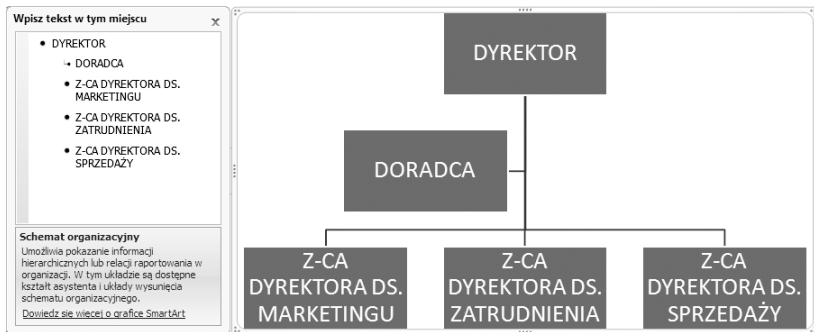 Wpisz tekst w tym miejscu
x
• DYREKTOR
DORADCA
• Z-CA DYREKTORA DS.
MARKETINGU
• Z-CA DYREKTORA DS.
ZATRUDNIENIA
• Z-CA DYREKTORA DS.
SPRZEDAŻY
Schemat organizacyjny
Umożliwia pokazanie informacji
hierarchicznych lub relacji raportowania w
organizacji. W tym układzie są dostępne
kształt asystenta i układy wysunięcia
schematu organizacyjnego.
Dowiedz się więcej o grafice SmartArt
DYREKTOR
DORADCA
Z-CA
DYREKTORA DS.
MARKETINGU
Z-CA
DYREKTORA DS.
ZATRUDNIENIA
Z-CA
DYREKTORA DS.
SPRZEDAŻY